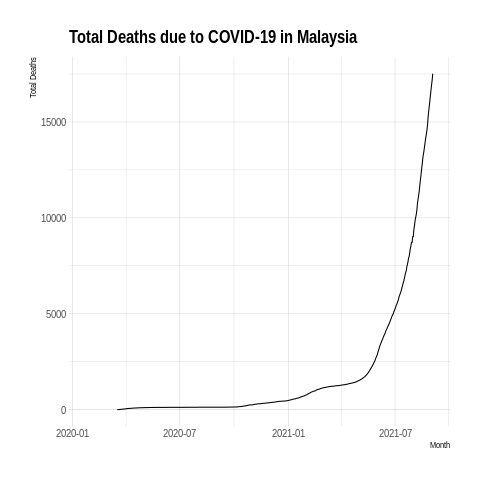 Total Deaths due to COVID-19 in Malaysia
Total Deaths
15000
10000
5000
0
2020-01 2020-07 2021-01 2021-07
Month